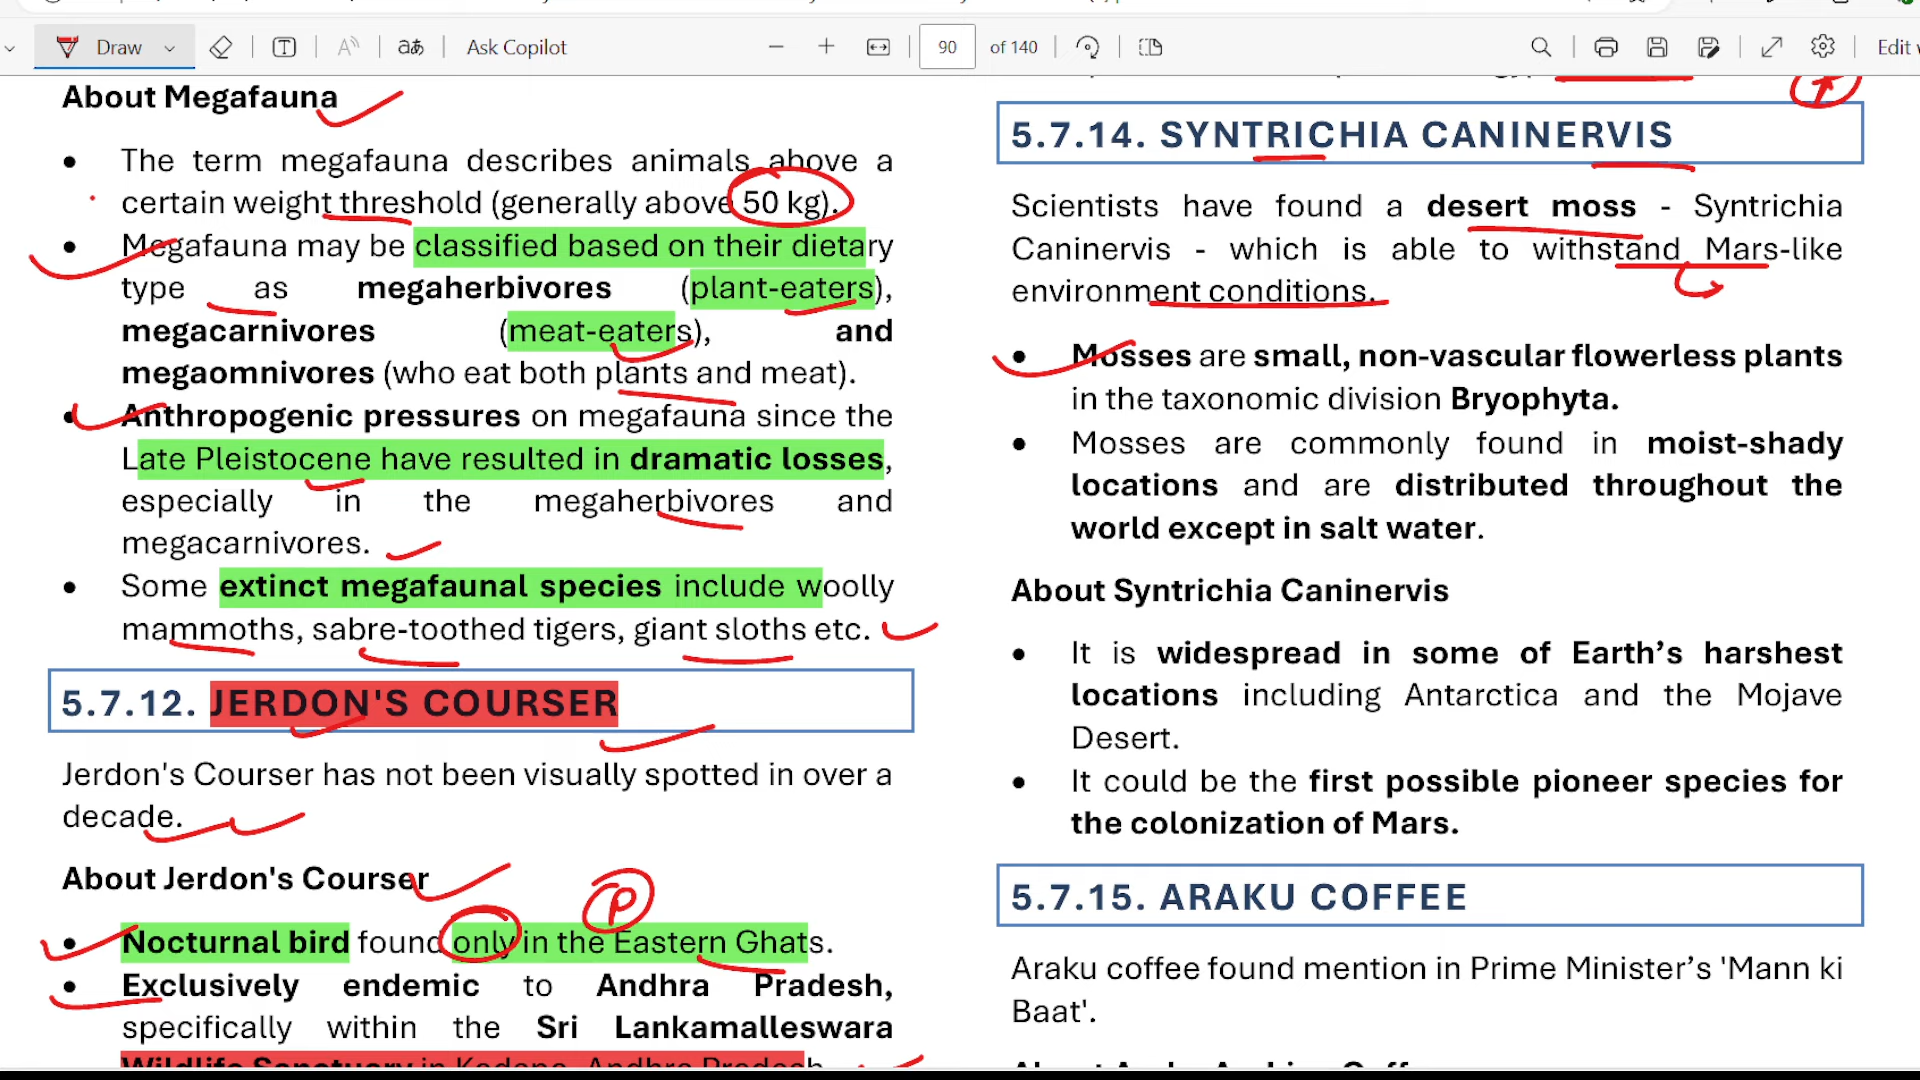 Draw
aあ
Ask Copilot
90 of 140
Edit
About Megafauna
• The term megafauna describes animals above a
certain weight threshold (generally above 50 kg).
• Megafauna may be classified based on their dietary
type as megaherbivores (plant-eaters),
megacarnivores (meat-eaters), and
megaomnivores (who eat both plants and meat).
• Anthropogenic pressures on megafauna since the
Late Pleistocene have resulted in dramatic losses,
especially in the megaherbivores and
megacarnivores.
• Some extinct megafaunal species include woolly
mammoths, sabre-toothed tigers, giant sloths etc.
5.7.12. JERDON'S COURSER
Jerdon's Courser has not been visually spotted in over a
decade.
About Jerdon's Courser
P
• Nocturnal bird found only in the Eastern Ghats.
• Exclusively endemic to Andhra Pradesh,
specifically within the Sri Lankamalleswara
Wildlife Sanctuary in Kadapa, Andhra Pradesh
5.7.14. SYNTRICHIA CANINERVIS
Scientists have found a desert moss - Syntrichia
Caninervis - which is able to withstand Mars-like
environment conditions.
• Mosses are small, non-vascular flowerless plants
in the taxonomic division Bryophyta.
• Mosses are commonly found in moist-shady
locations and are distributed throughout the
world except in salt water.
About Syntrichia Caninervis
• It is widespread in some of Earth’s harshest
locations including Antarctica and the Mojave
Desert.
• It could be the first possible pioneer species for
the colonization of Mars.
5.7.15. ARAKU COFFEE
Araku coffee found mention in Prime Minister’s 'Mann ki
Baat'.